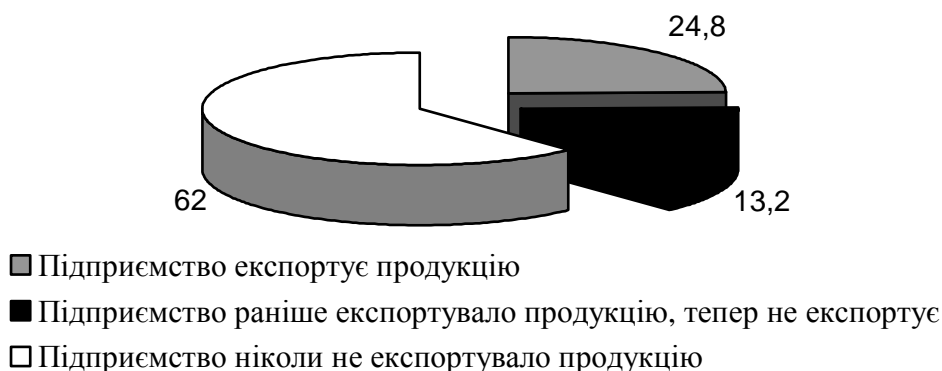 24,8
62
13,2
Підприємство експортує продукцію
Підприємство раніше експортувало продукцію, тепер не експортує
Підприємство ніколи не експортувало продукцію